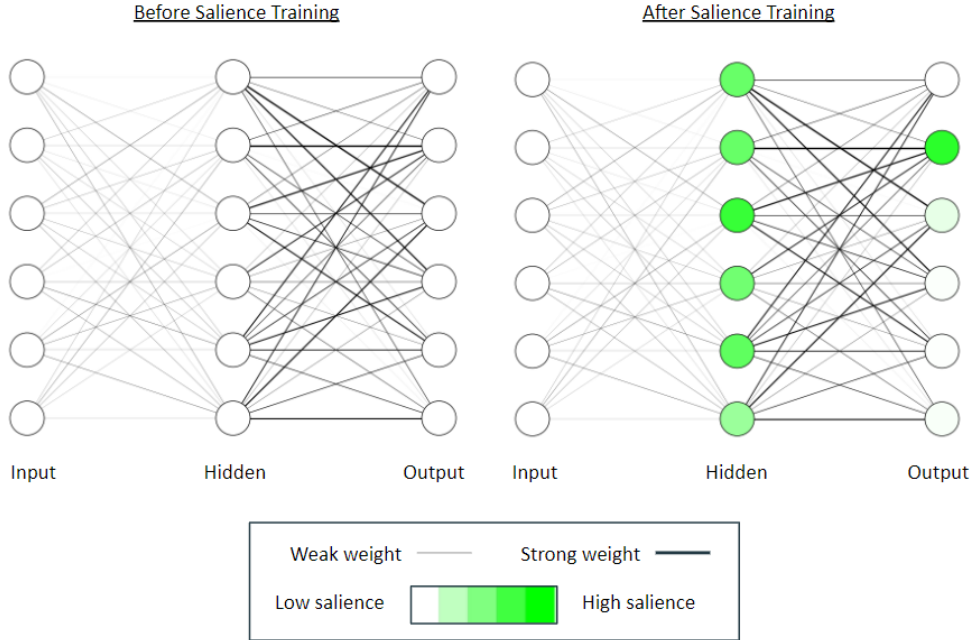 Before Salience Training
After Salience Training
Input
Hidden
Output
Input
Hidden
Output
Weak weight
Strong weight
Low salience
High salience